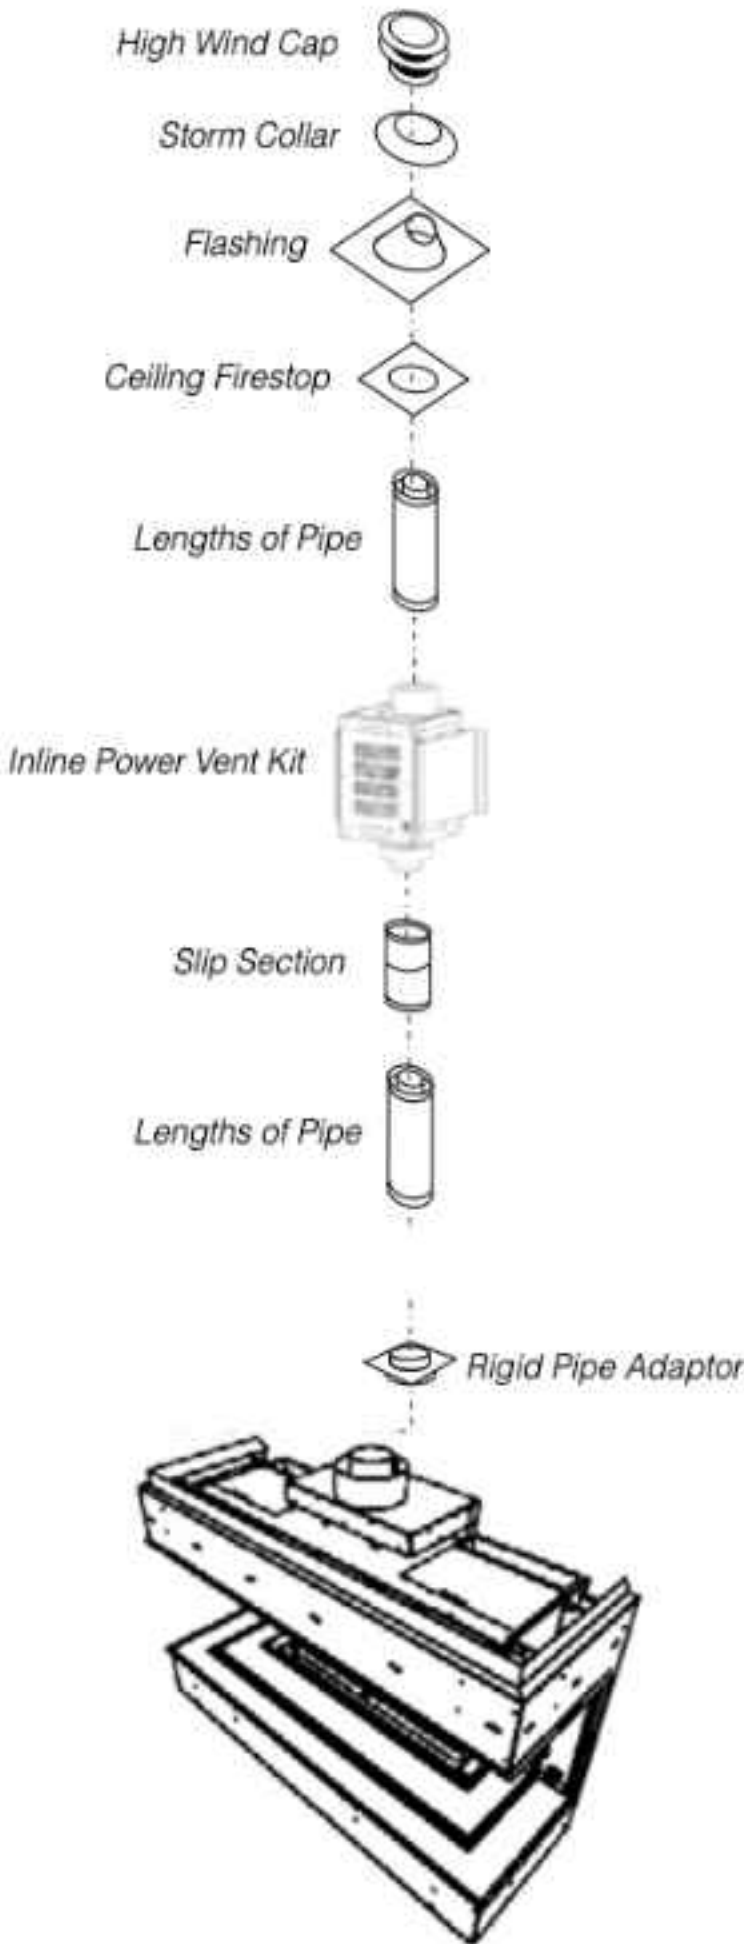 High Wind Cap
Storm Collar
Flashing
Ceiling Firestop
Lengths of Pipe
Inline Power Vent Kit
Slip Section
Lengths of Pipe
Rigid Pipe Adaptor